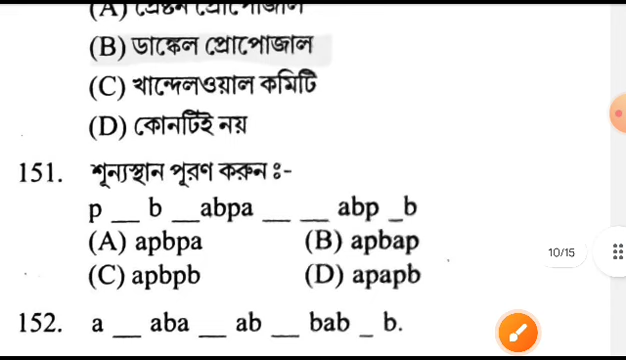 (A) প্রেস্টন প্রোপোজাল
(B) ডাঙ্কেল প্রোপোজাল
(C) খান্দেলওয়াল কমিটি
(D) কোনটিই নয়
151. শূন্যস্থান পূরণ করুন ঃ-
p __ b __abpa __ __ abp _b
(A) apbpa (B) apbap
(C) apbpb (D) apapb
10/15
152. a __ aba __ ab __ bab _ b.